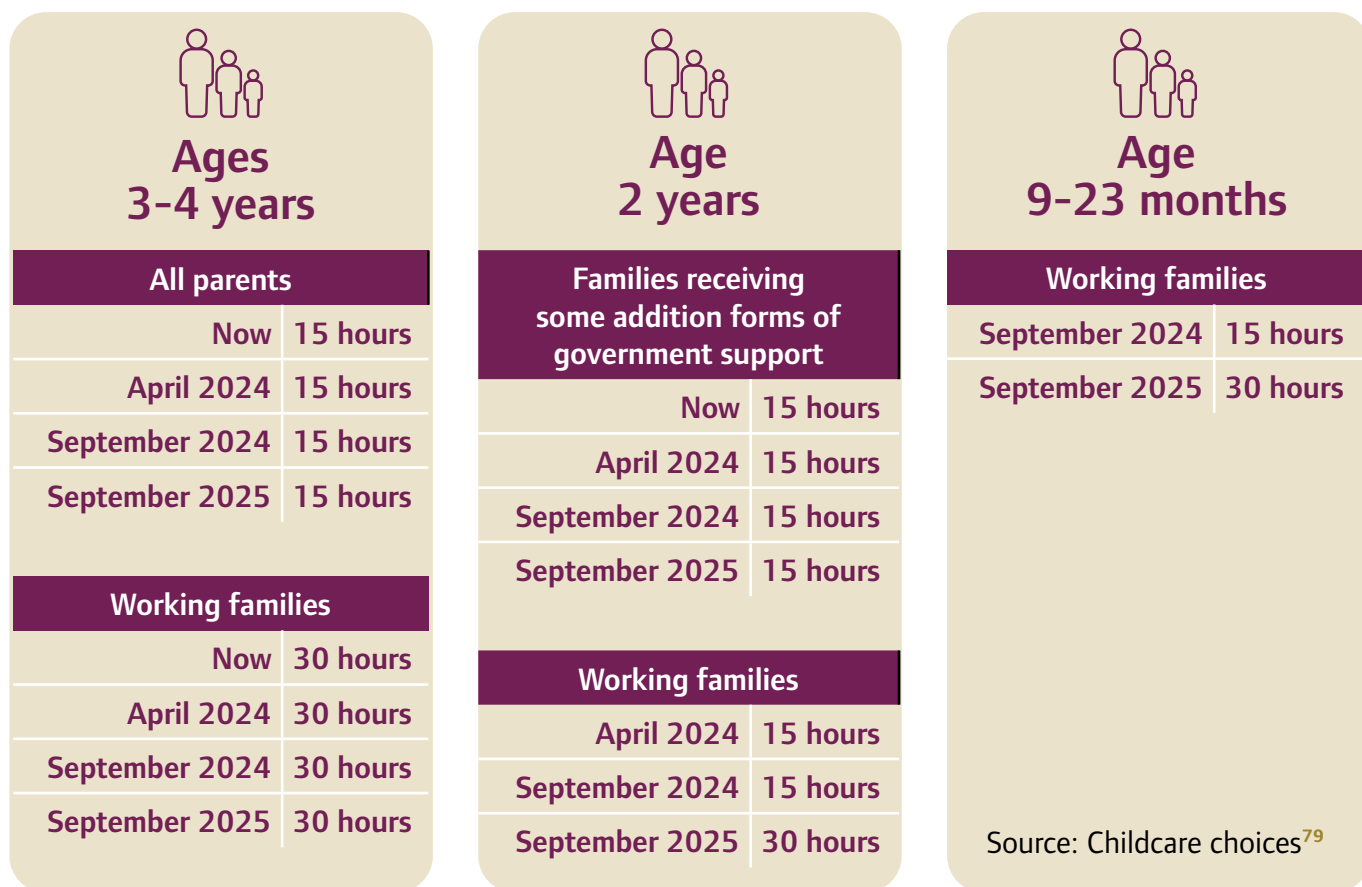 Ages
3-4 years
All parents
Now 15 hours
April 2024 15 hours
September 2024 15 hours
September 2025 15 hours
Working families
Now 30 hours
April 2024 30 hours
September 2024 30 hours
September 2025 30 hours
Age
2 years
Families receiving
some addition forms of
government support
Now 15 hours
April 2024 15 hours
September 2024 15 hours
September 2025 15 hours
Working families
April 2024 15 hours
September 2024 15 hours
September 2025 30 hours
Age
9-23 months
Working families
September 2024 15 hours
September 2025 30 hours
Source: Childcare choices79